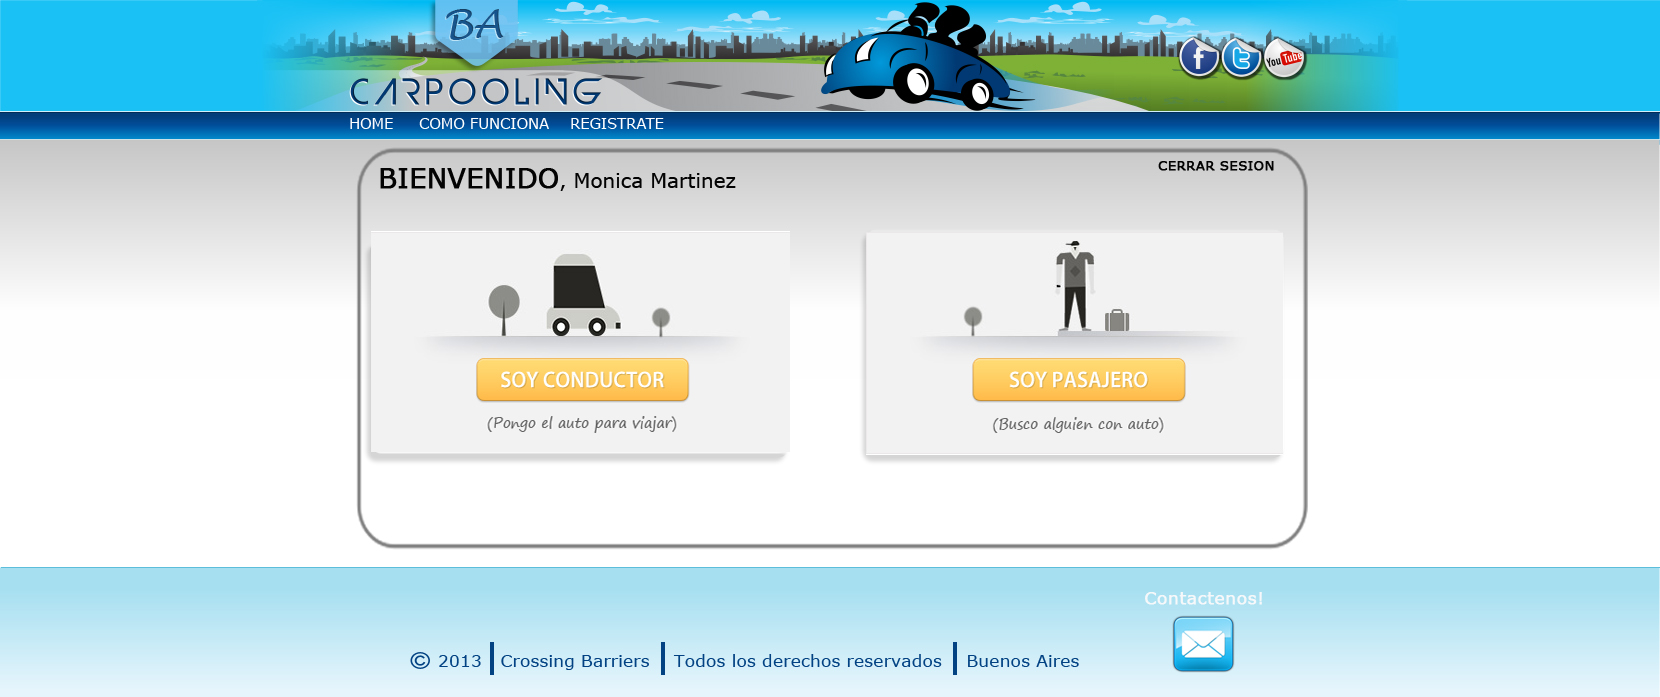 BA
CARPOOLING
f
t
You Tube
HOME COMO FUNCIONA REGISTRATE
CERRAR SESION
BIENVENIDO, Monica Martinez
SOY CONDUCTOR
(Pongo el auto para viajar)
SOY PASAJERO
(Busco alguien con auto)
Contactenos!
© 2013 | Crossing Barriers | Todos los derechos reservados | Buenos Aires